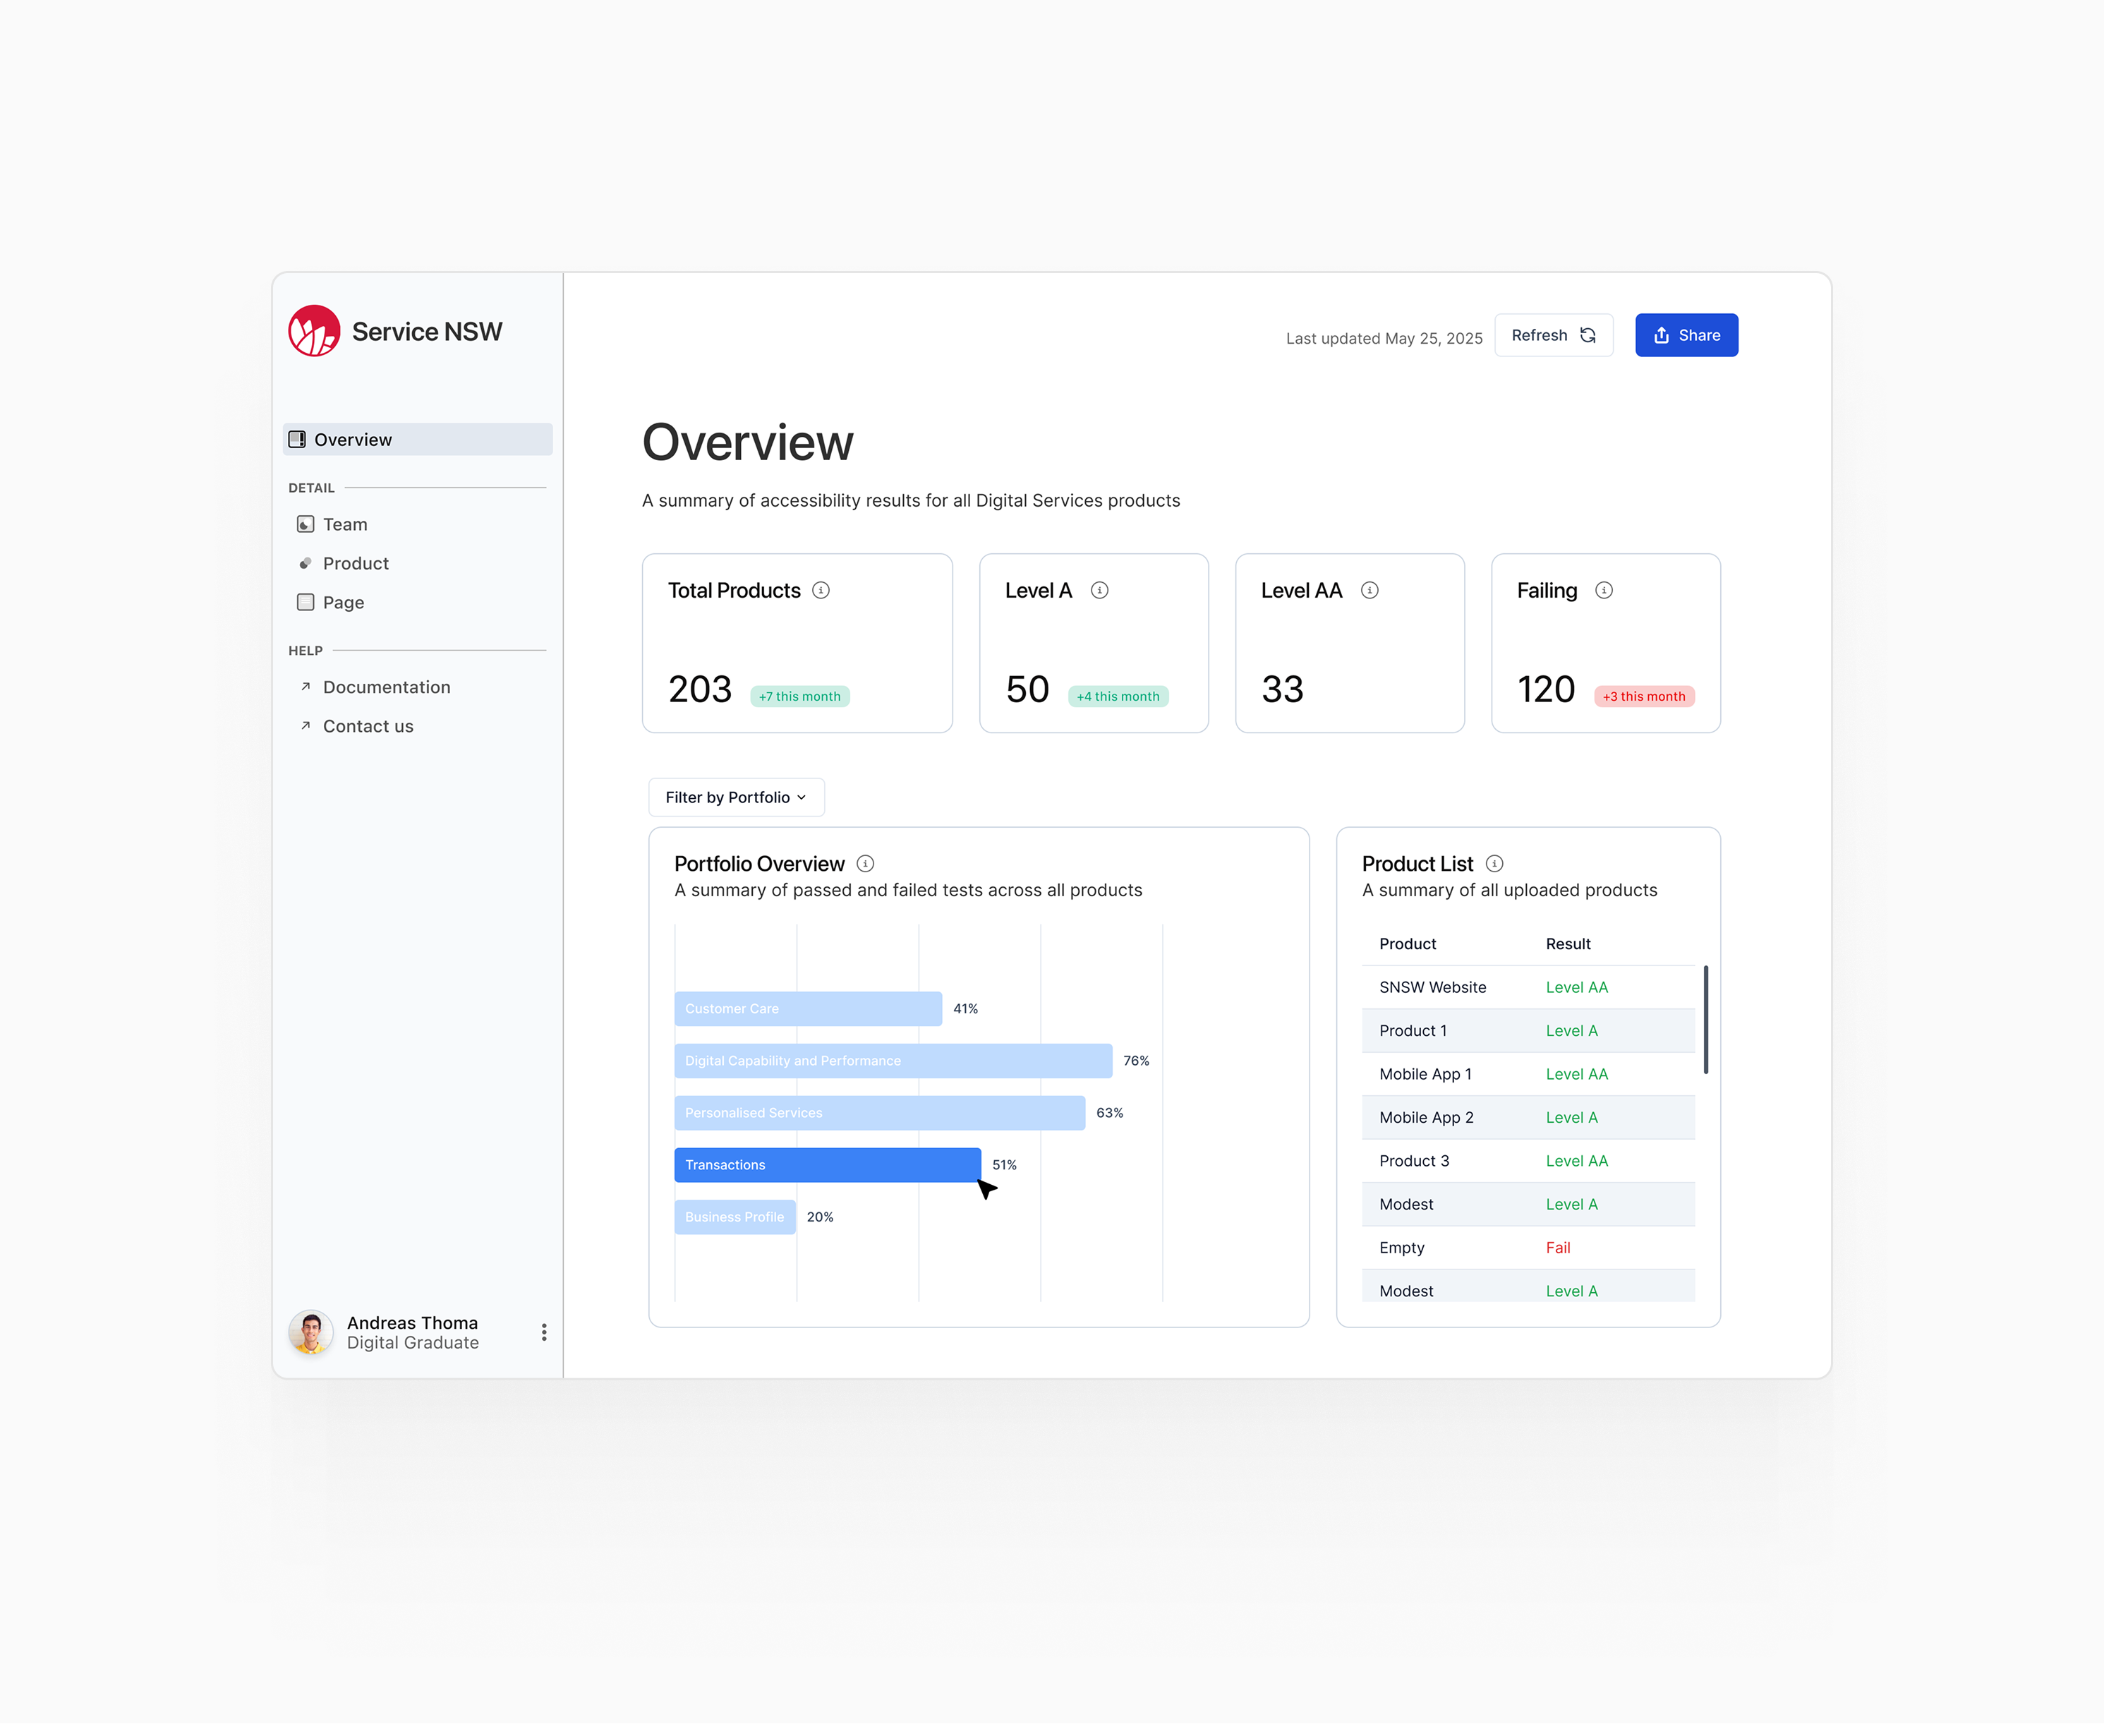 Service NSW
Overview
DETAIL
Team
Product
Page
HELP
Documentation
Contact us
Andreas Thoma
Digital Graduate
Last updated May 25, 2025
Refresh
Share
Overview
A summary of accessibility results for all Digital Services products
Total Products
203
+7 this month
Level A
50
+4 this month
Level AA
33
Failing
120
+3 this month
Filter by Portfolio
Portfolio Overview
A summary of passed and failed tests across all products
Customer Care 41%
Digital Capability and Performance 76%
Personalised Services 63%
Transactions 51%
Business Profile 20%
Product List
A summary of all uploaded products
Product Result
SNSW Website Level AA
Product 1 Level A
Mobile App 1 Level AA
Mobile App 2 Level A
Product 3 Level AA
Modest Level A
Empty Fail
Modest Level A